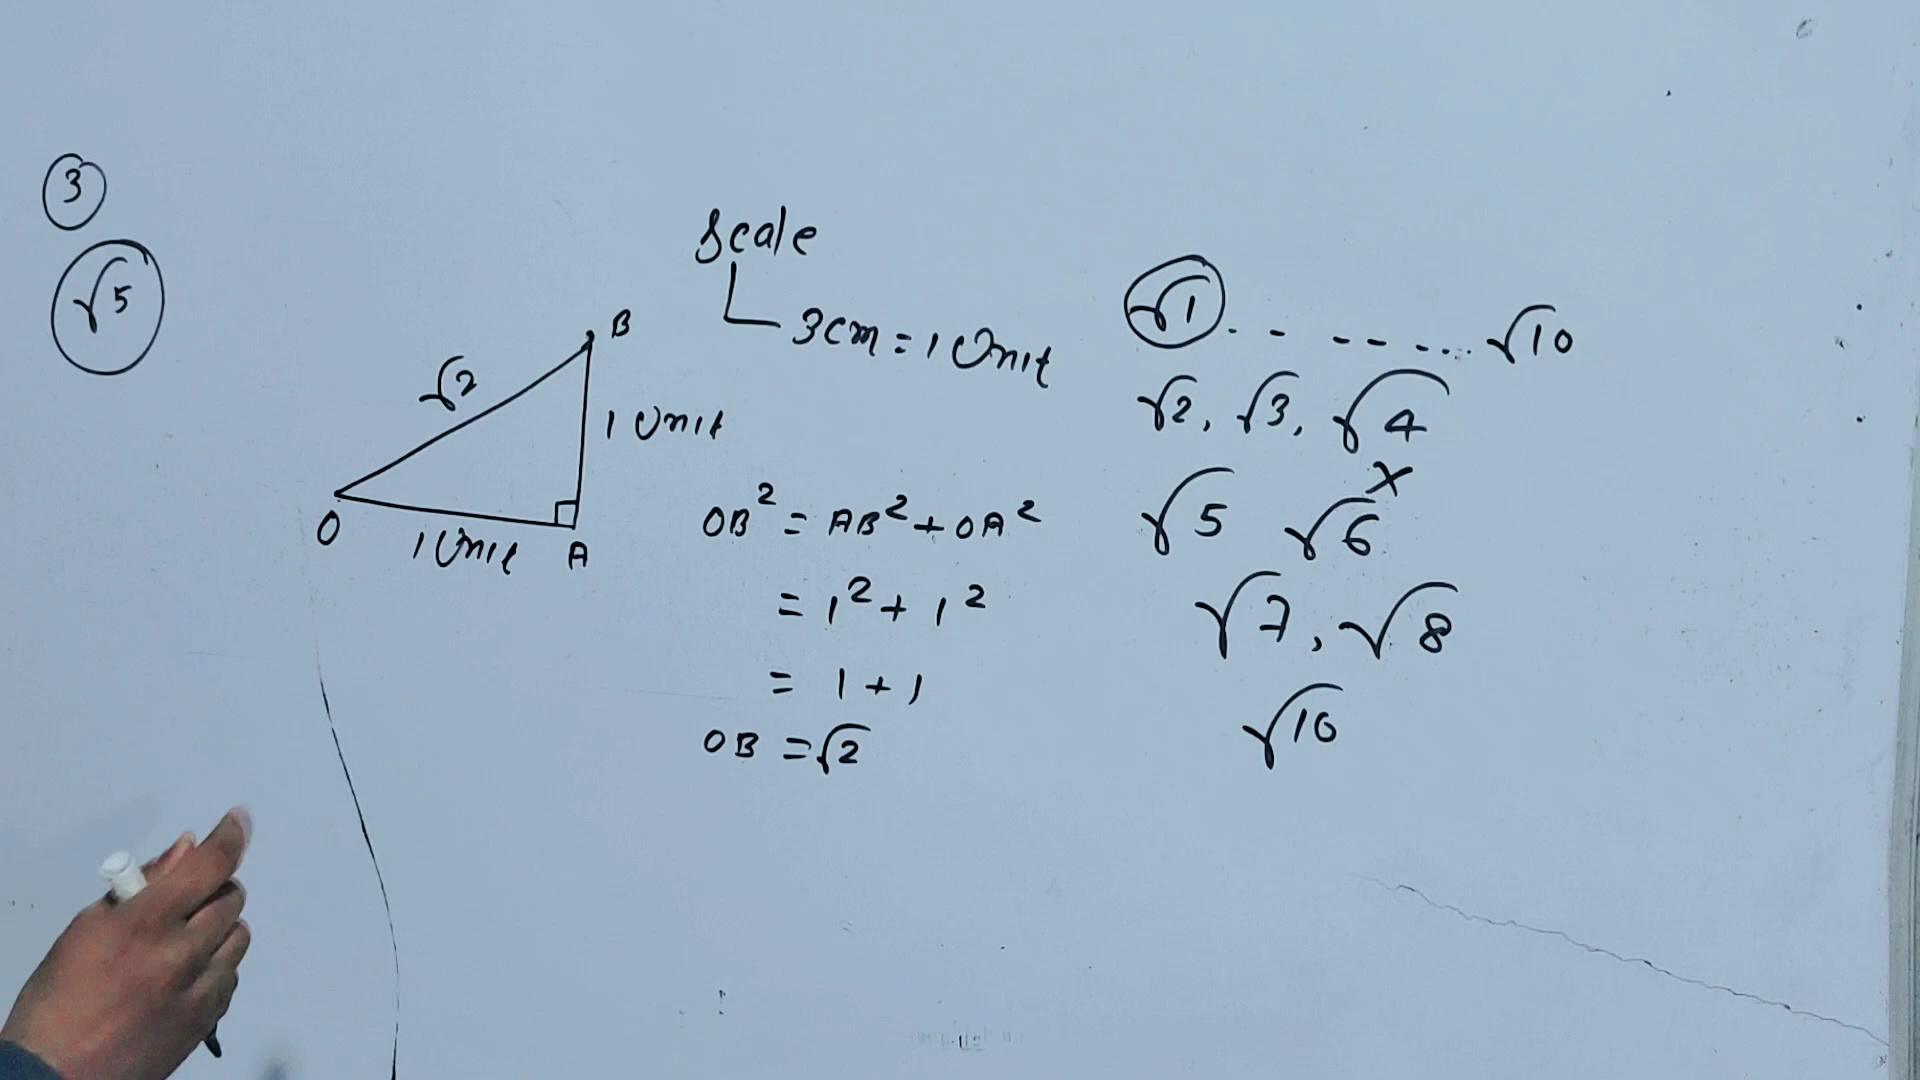 3
√5
Scale
3cm = 1 Unit
B
√2
1 Unit
O
1 Unit
A
OB² = AB² + OA²
= 1² + 1²
= 1 + 1
OB = √2
√1 - - - - - ... √10
√2, √3, √4
√5 √6 x
√7, √8
√10